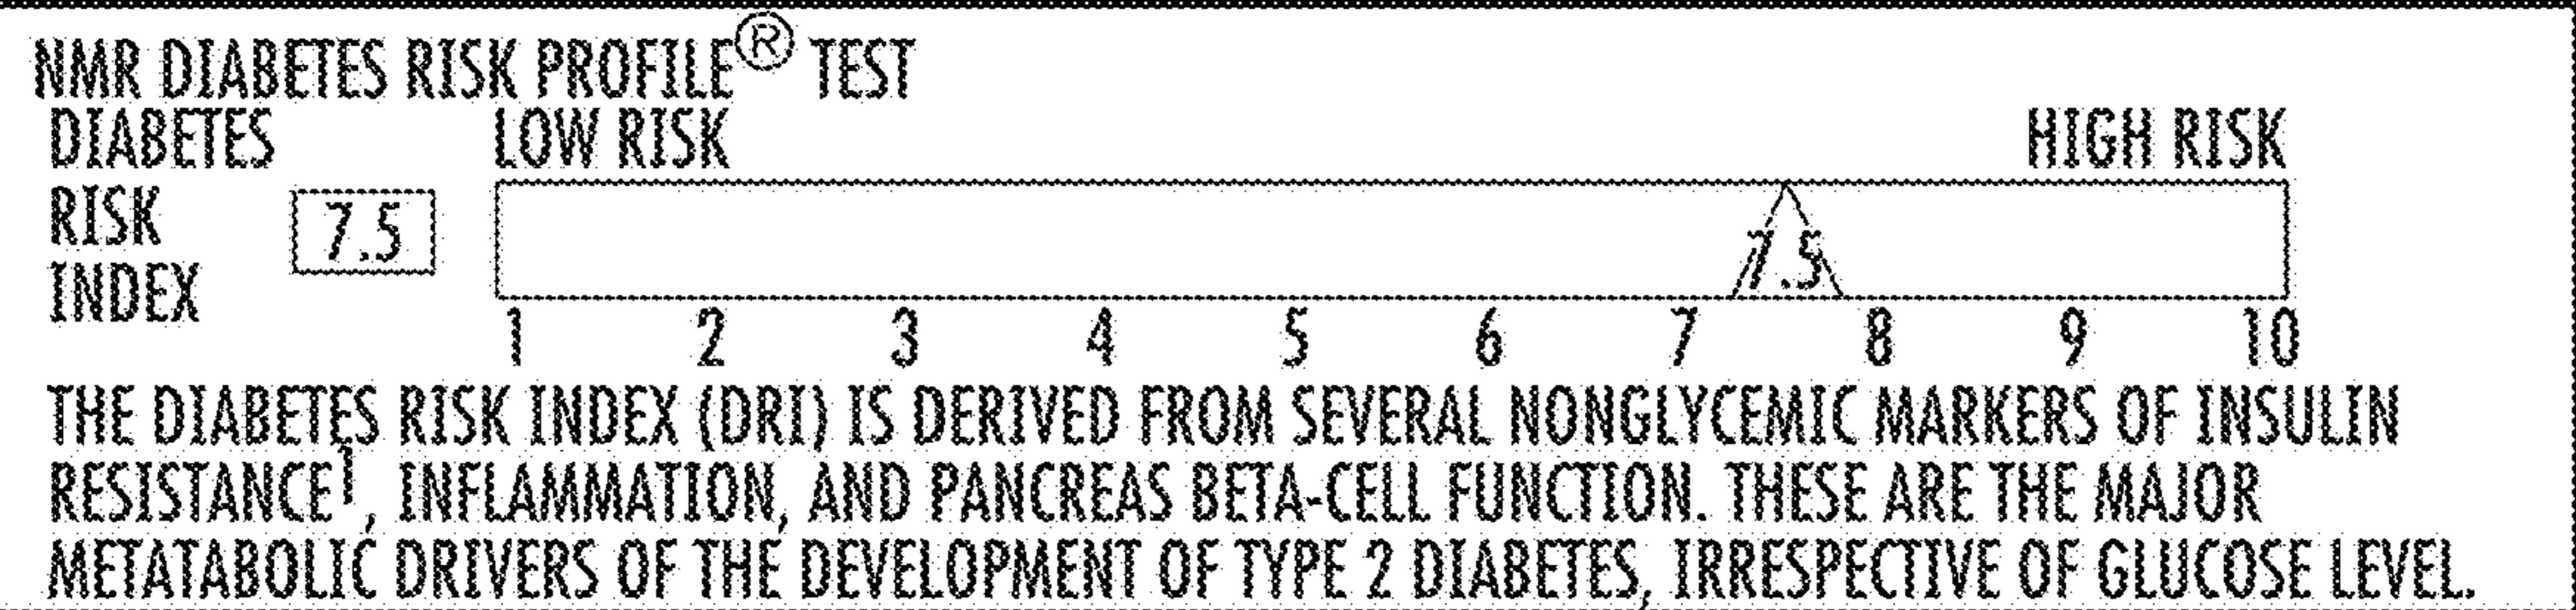 NMR DIABETES RISK PROFILE® TEST
DIABETES RISK INDEX
7.5
LOW RISK HIGH RISK
7.5
1 2 3 4 5 6 7 8 9 10
THE DIABETES RISK INDEX (DRI) IS DERIVED FROM SEVERAL NONGLYCEMIC MARKERS OF INSULIN
RESISTANCE¹, INFLAMMATION, AND PANCREAS BETA-CELL FUNCTION. THESE ARE THE MAJOR
METATABOLIC DRIVERS OF THE DEVELOPMENT OF TYPE 2 DIABETES, IRRESPECTIVE OF GLUCOSE LEVEL.